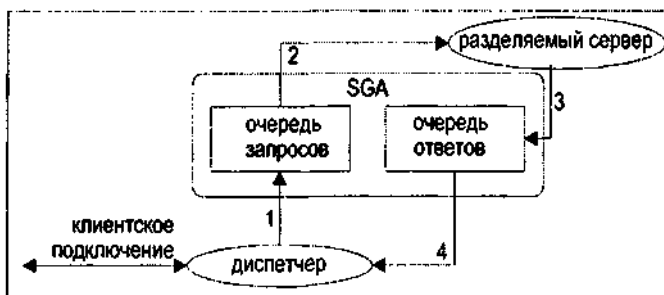 разделяемый сервер
2
SGA
3
очередь
запросов
очередь
ответов
1
клиентское
подключение
4
диспетчер